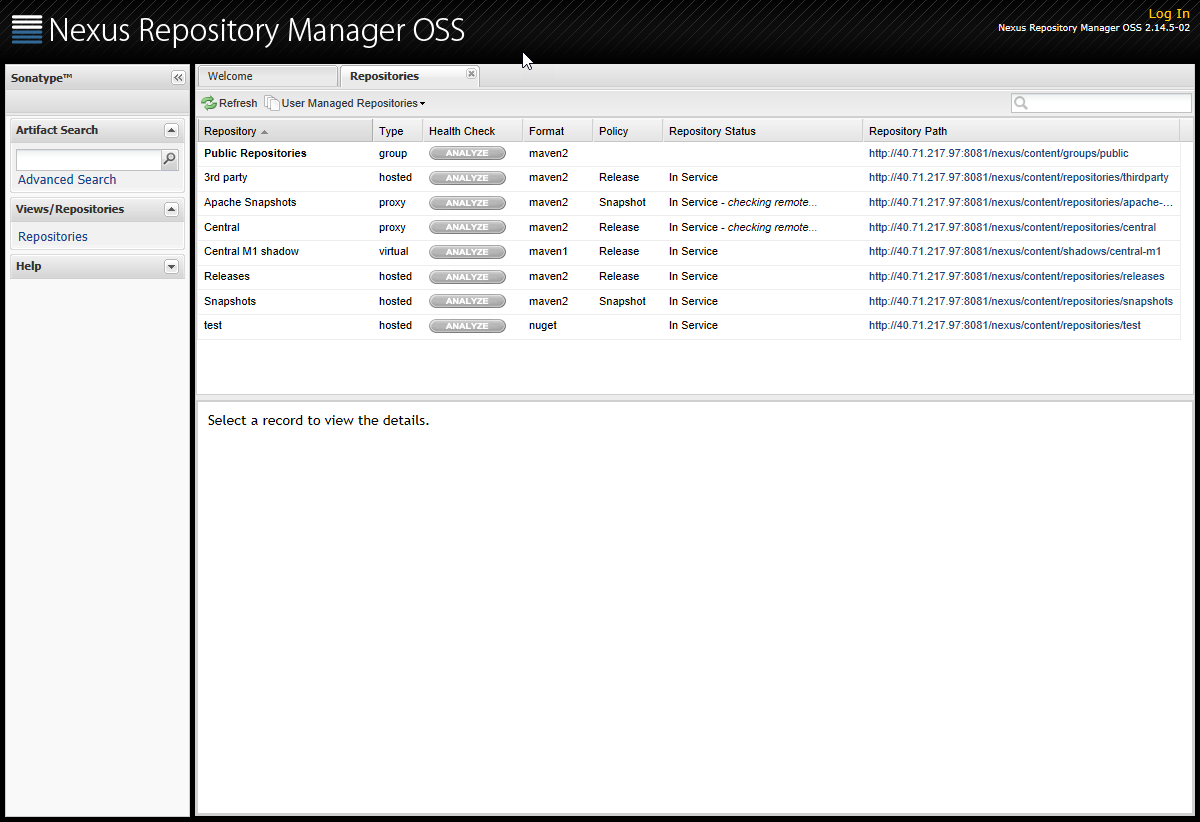 Nexus Repository Manager OSS
Log In
Nexus Repository Manager OSS 2.14.5-02
Sonatype™
Welcome
Repositories
Refresh
User Managed Repositories
Artifact Search
Advanced Search
Views/Repositories
Repositories
Help
Repository Type Health Check Format Policy Repository Status Repository Path
Public Repositories group ANALYZE maven2 http://40.71.217.97:8081/nexus/content/groups/public
3rd party hosted ANALYZE maven2 Release In Service http://40.71.217.97:8081/nexus/content/repositories/thirdparty
Apache Snapshots proxy ANALYZE maven2 Snapshot In Service - checking remote... http://40.71.217.97:8081/nexus/content/repositories/apache-...
Central proxy ANALYZE maven2 Release In Service - checking remote... http://40.71.217.97:8081/nexus/content/repositories/central
Central M1 shadow virtual ANALYZE maven1 Release In Service http://40.71.217.97:8081/nexus/content/shadows/central-m1
Releases hosted ANALYZE maven2 Release In Service http://40.71.217.97:8081/nexus/content/repositories/releases
Snapshots hosted ANALYZE maven2 Snapshot In Service http://40.71.217.97:8081/nexus/content/repositories/snapshots
test hosted ANALYZE nuget In Service http://40.71.217.97:8081/nexus/content/repositories/test
Select a record to view the details.